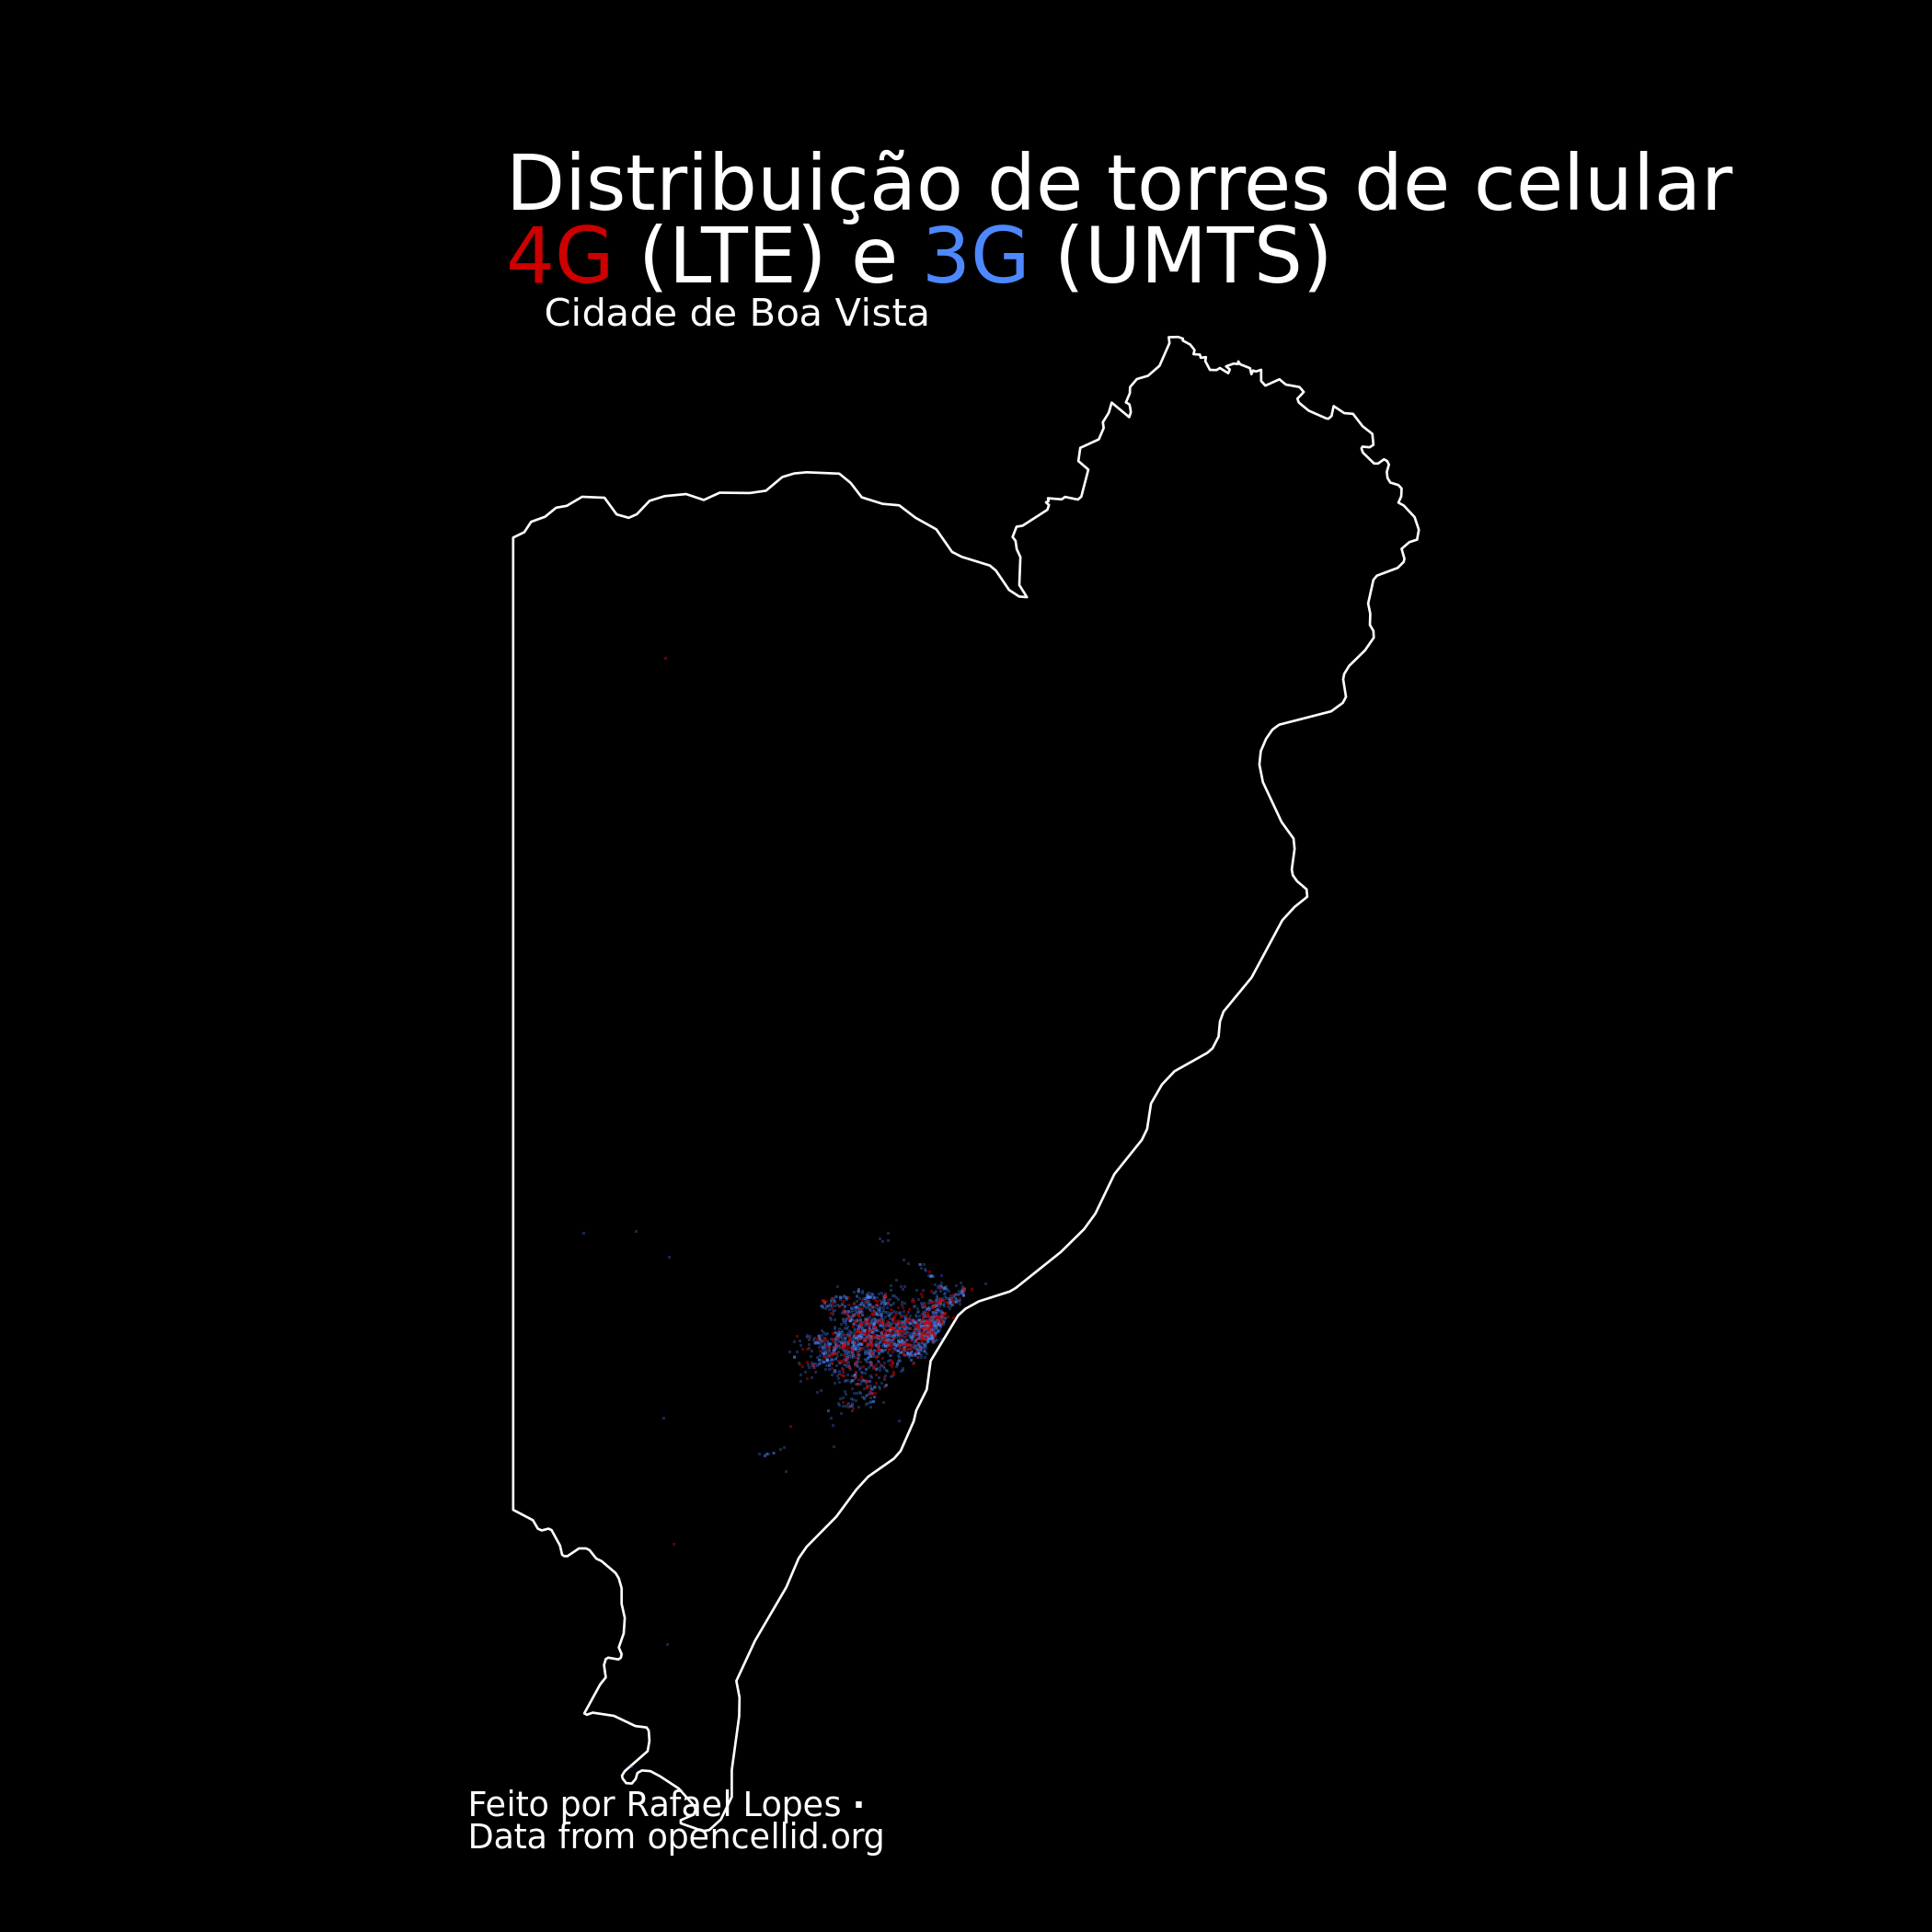 Distribuição de torres de celular
4G (LTE) e 3G (UMTS)
Cidade de Boa Vista
Feito por Rafael Lopes ·
Data from opencellid.org